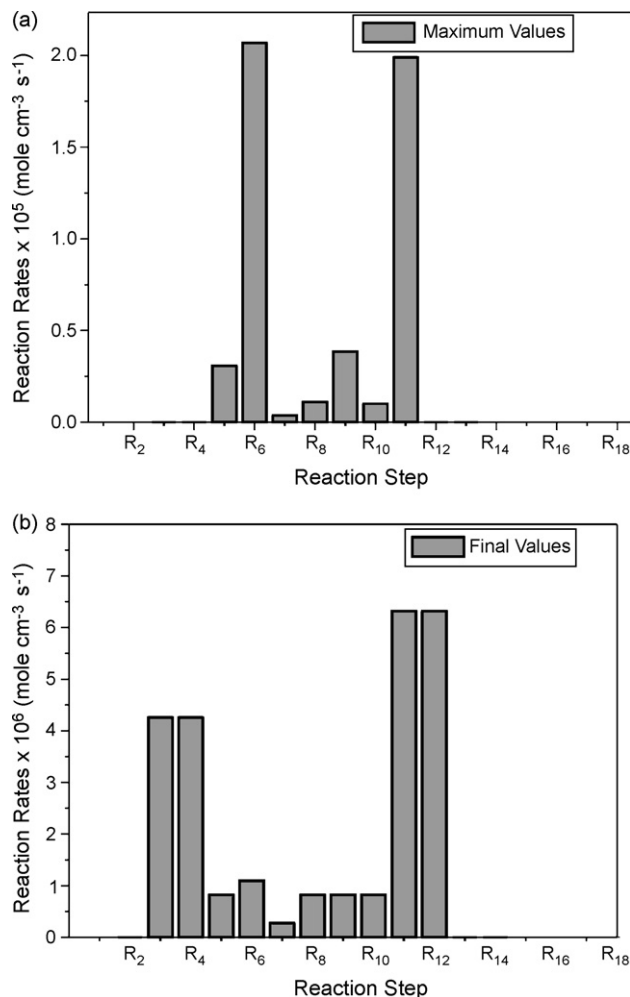 (a)
Maximum Values
Reaction Rates x 10⁵ (mole cm⁻³ s⁻¹)
2.0
1.5
1.0
0.5
0.0
R₂ R₄ R₆ R₈ R₁₀ R₁₂ R₁₄ R₁₆ R₁₈
Reaction Step
(b)
Final Values
Reaction Rates x 10⁶ (mole cm⁻³ s⁻¹)
8
7
6
5
4
3
2
1
0
R₂ R₄ R₆ R₈ R₁₀ R₁₂ R₁₄ R₁₆ R₁₈
Reaction Step